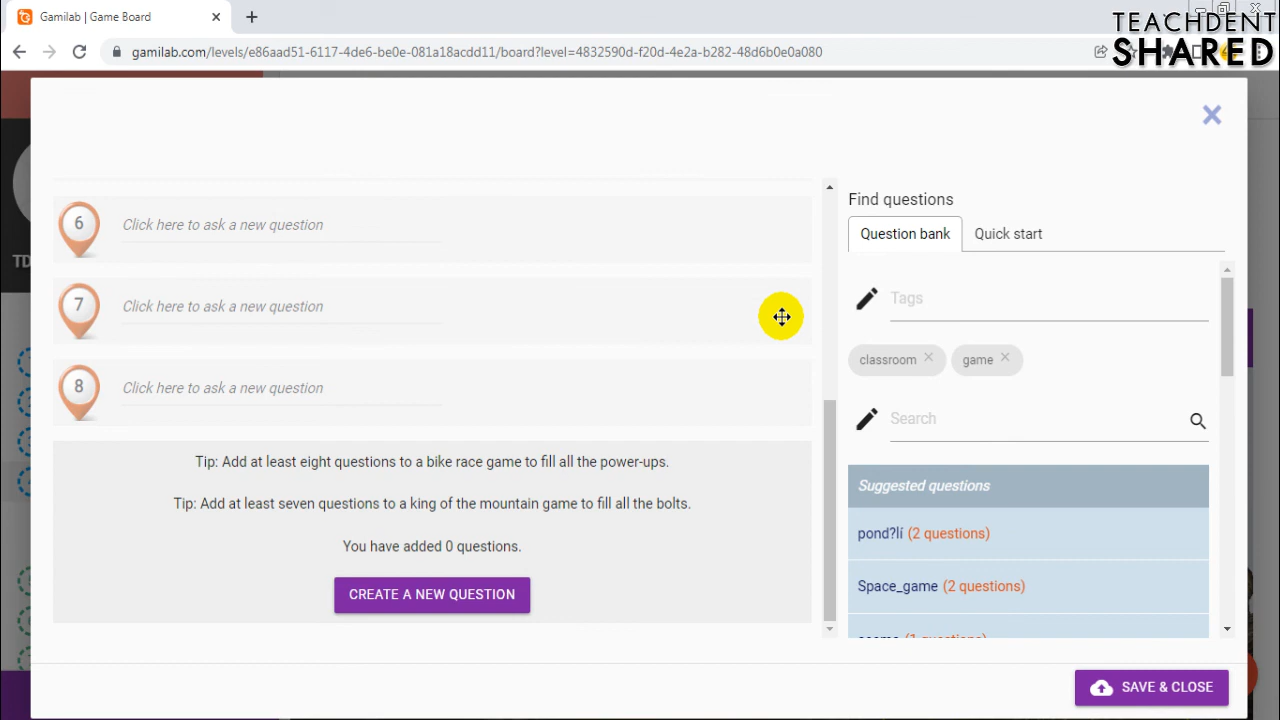 Gamilab | Game Board
TEACHDENT
SHARED
gamilab.com/levels/e86aad51-6117-4de6-be0e-081a18acdd11/board?level=4832590d-f20d-4e2a-b282-48d6b0e0a080
TD
6 Click here to ask a new question
7 Click here to ask a new question
8 Click here to ask a new question
Tip: Add at least eight questions to a bike race game to fill all the power-ups.
Tip: Add at least seven questions to a king of the mountain game to fill all the bolts.
You have added 0 questions.
CREATE A NEW QUESTION
Find questions
Question bank Quick start
Tags
classroom game
Search
Suggested questions
pond?lí (2 questions)
Space_game (2 questions)
SAVE & CLOSE